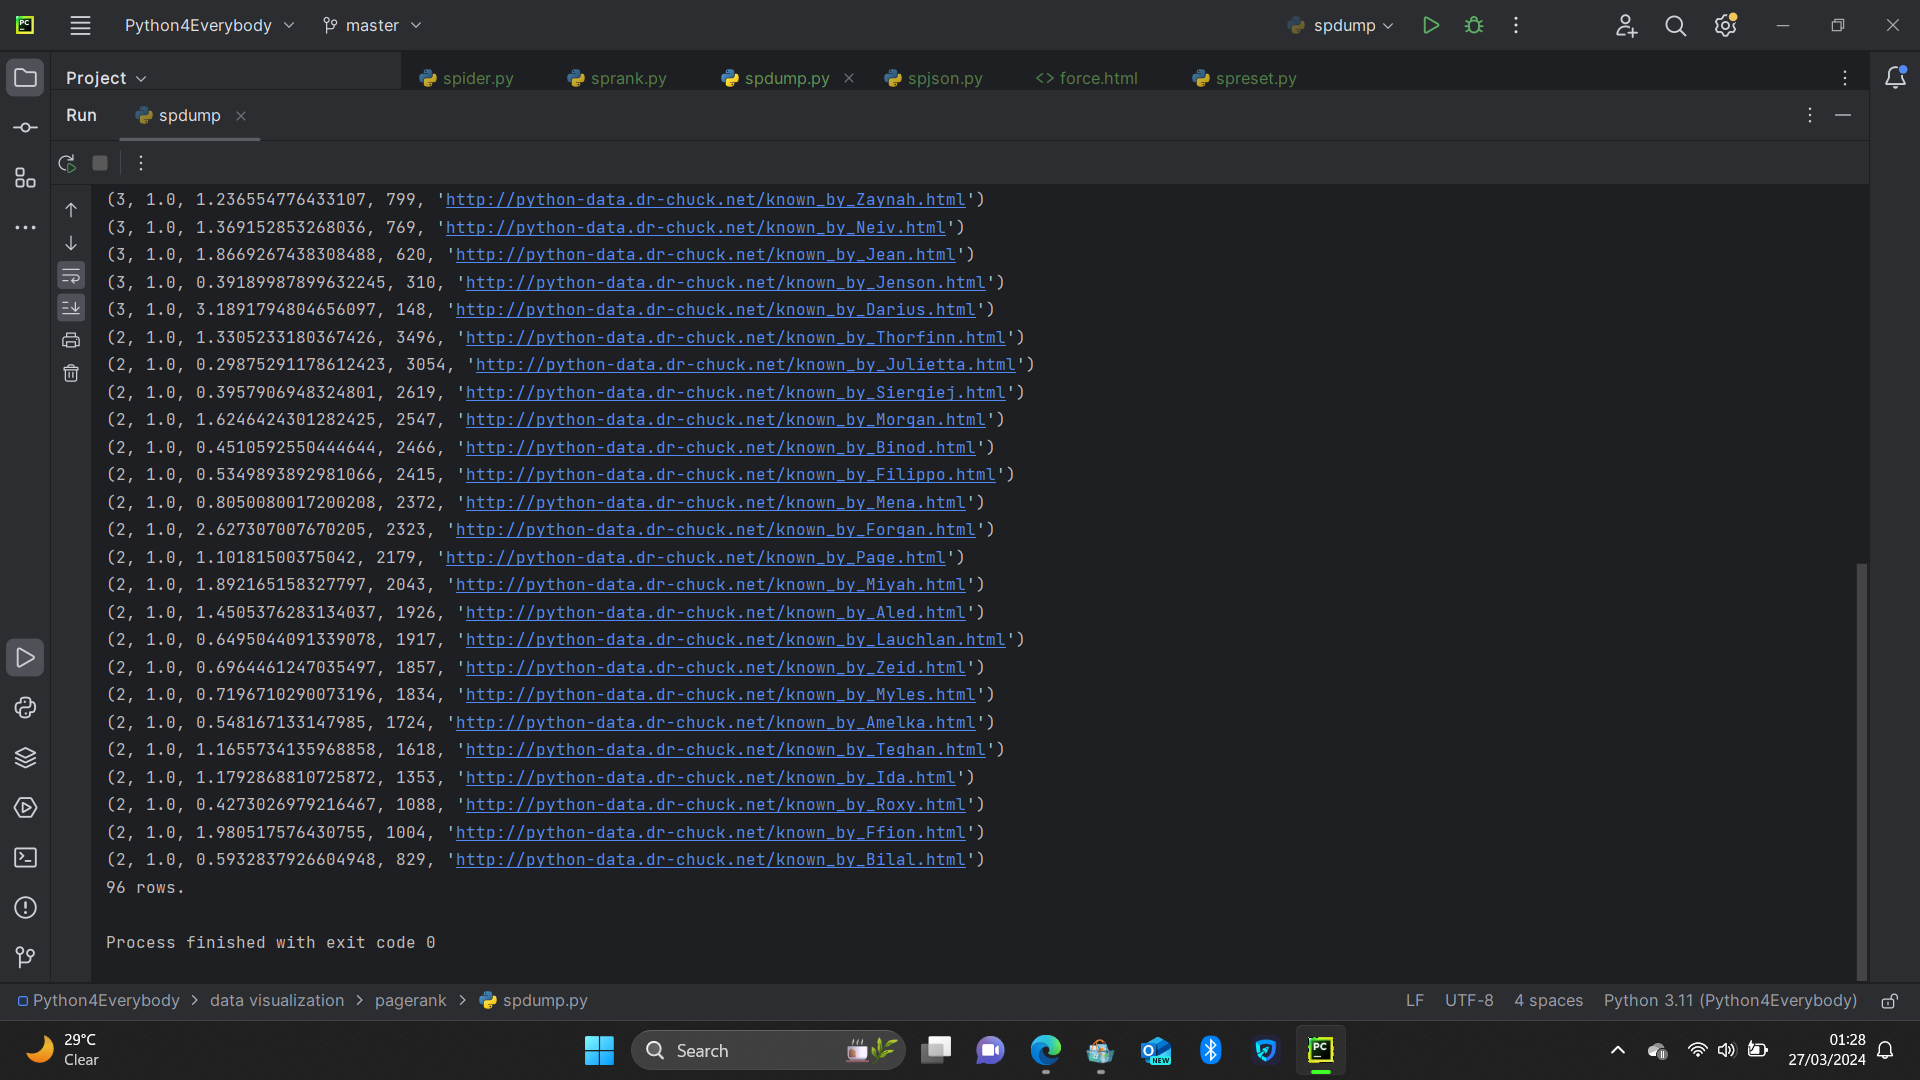 Python4Everybody master spdump
Project spider.py sprank.py spdump.py spjson.py <> force.html spreset.py
Run spdump
(3, 1.0, 1.236554776433107, 799, 'http://python-data.dr-chuck.net/known_by_Zaynah.html')
(3, 1.0, 1.369152853268036, 769, 'http://python-data.dr-chuck.net/known_by_Neiv.html')
(3, 1.0, 1.8669267438308488, 620, 'http://python-data.dr-chuck.net/known_by_Jean.html')
(3, 1.0, 0.39189987899632245, 310, 'http://python-data.dr-chuck.net/known_by_Jenson.html')
(3, 1.0, 3.1891794804656097, 148, 'http://python-data.dr-chuck.net/known_by_Darius.html')
(2, 1.0, 1.3305233180367426, 3496, 'http://python-data.dr-chuck.net/known_by_Thorfinn.html')
(2, 1.0, 0.29875291178612423, 3054, 'http://python-data.dr-chuck.net/known_by_Julietta.html')
(2, 1.0, 0.3957906948324801, 2619, 'http://python-data.dr-chuck.net/known_by_Siergiej.html')
(2, 1.0, 1.6246424301282425, 2547, 'http://python-data.dr-chuck.net/known_by_Morgan.html')
(2, 1.0, 0.4510592550444644, 2466, 'http://python-data.dr-chuck.net/known_by_Binod.html')
(2, 1.0, 0.5349893892981066, 2415, 'http://python-data.dr-chuck.net/known_by_Filippo.html')
(2, 1.0, 0.8050080017200208, 2372, 'http://python-data.dr-chuck.net/known_by_Mena.html')
(2, 1.0, 2.627307007670205, 2323, 'http://python-data.dr-chuck.net/known_by_Forgan.html')
(2, 1.0, 1.10181500375042, 2179, 'http://python-data.dr-chuck.net/known_by_Page.html')
(2, 1.0, 1.892165158327797, 2043, 'http://python-data.dr-chuck.net/known_by_Miyah.html')
(2, 1.0, 1.4505376283134037, 1926, 'http://python-data.dr-chuck.net/known_by_Aled.html')
(2, 1.0, 0.6495044091339078, 1917, 'http://python-data.dr-chuck.net/known_by_Lauchlan.html')
(2, 1.0, 0.6964461247035497, 1857, 'http://python-data.dr-chuck.net/known_by_Zeid.html')
(2, 1.0, 0.7196710290073196, 1834, 'http://python-data.dr-chuck.net/known_by_Myles.html')
(2, 1.0, 0.548167133147985, 1724, 'http://python-data.dr-chuck.net/known_by_Amelka.html')
(2, 1.0, 1.1655734135968858, 1618, 'http://python-data.dr-chuck.net/known_by_Teghan.html')
(2, 1.0, 1.1792868810725872, 1353, 'http://python-data.dr-chuck.net/known_by_Ida.html')
(2, 1.0, 0.4273026979216467, 1088, 'http://python-data.dr-chuck.net/known_by_Roxy.html')
(2, 1.0, 1.980517576430755, 1004, 'http://python-data.dr-chuck.net/known_by_Ffion.html')
(2, 1.0, 0.5932837926604948, 829, 'http://python-data.dr-chuck.net/known_by_Bilal.html')
96 rows.
Process finished with exit code 0
Python4Everybody > data visualization > pagerank > spdump.py LF UTF-8 4 spaces Python 3.11 (Python4Everybody)
29°C
Clear
Search
01:28
27/03/2024